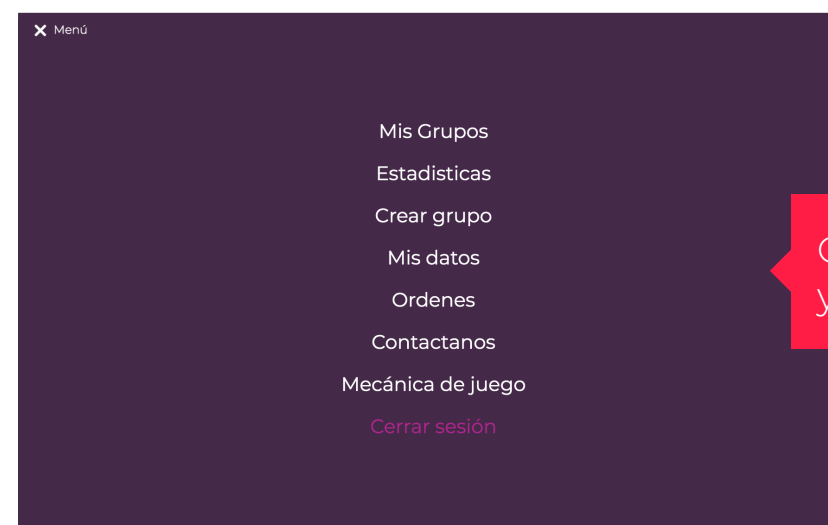 Menú
Mis Grupos
Estadisticas
Crear grupo
Mis datos
Ordenes
Contactanos
Mecánica de juego
Cerrar sesión